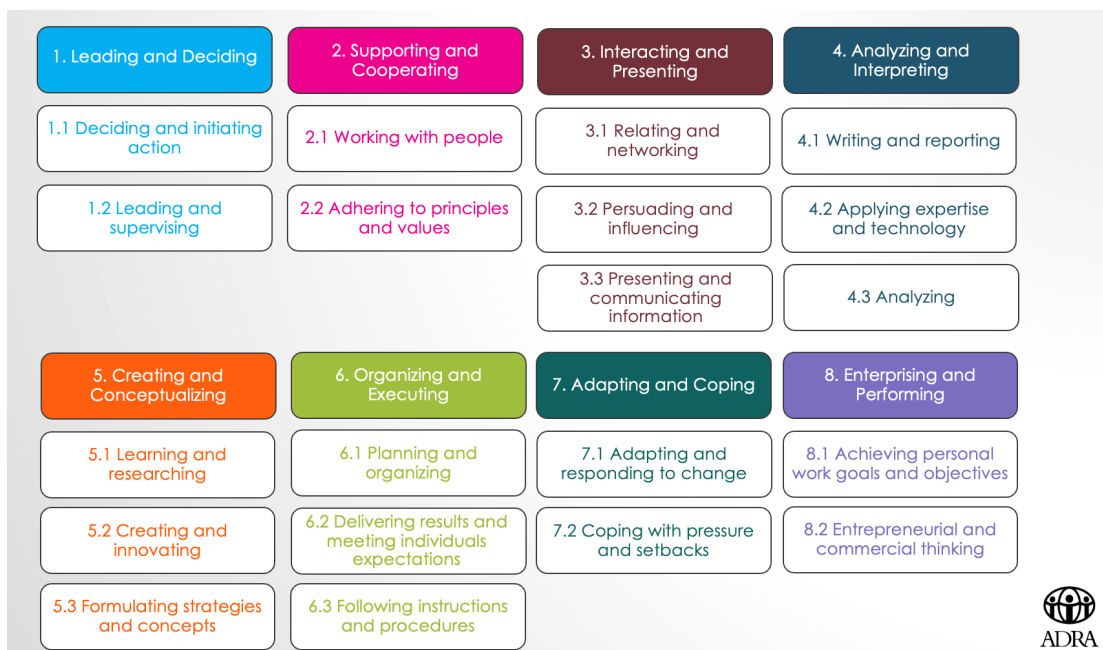 1. Leading and Deciding
2. Supporting and
Cooperating
3. Interacting and
Presenting
4. Analyzing and
Interpreting
1.1 Deciding and initiating
action
2.1 Working with people
3.1 Relating and
networking
4.1 Writing and reporting
1.2 Leading and
supervising
2.2 Adhering to principles
and values
3.2 Persuading and
influencing
4.2 Applying expertise
and technology
3.3 Presenting and
communicating
information
4.3 Analyzing
5. Creating and
Conceptualizing
6. Organizing and
Executing
7. Adapting and Coping
8. Enterprising and
Performing
5.1 Learning and
researching
6.1 Planning and
organizing
7.1 Adapting and
responding to change
8.1 Achieving personal
work goals and objectives
5.2 Creating and
innovating
6.2 Delivering results and
meeting individuals
expectations
7.2 Coping with pressure
and setbacks
8.2 Entrepreneurial and
commercial thinking
5.3 Formulating strategies
and concepts
6.3 Following instructions
and procedures
ADRA